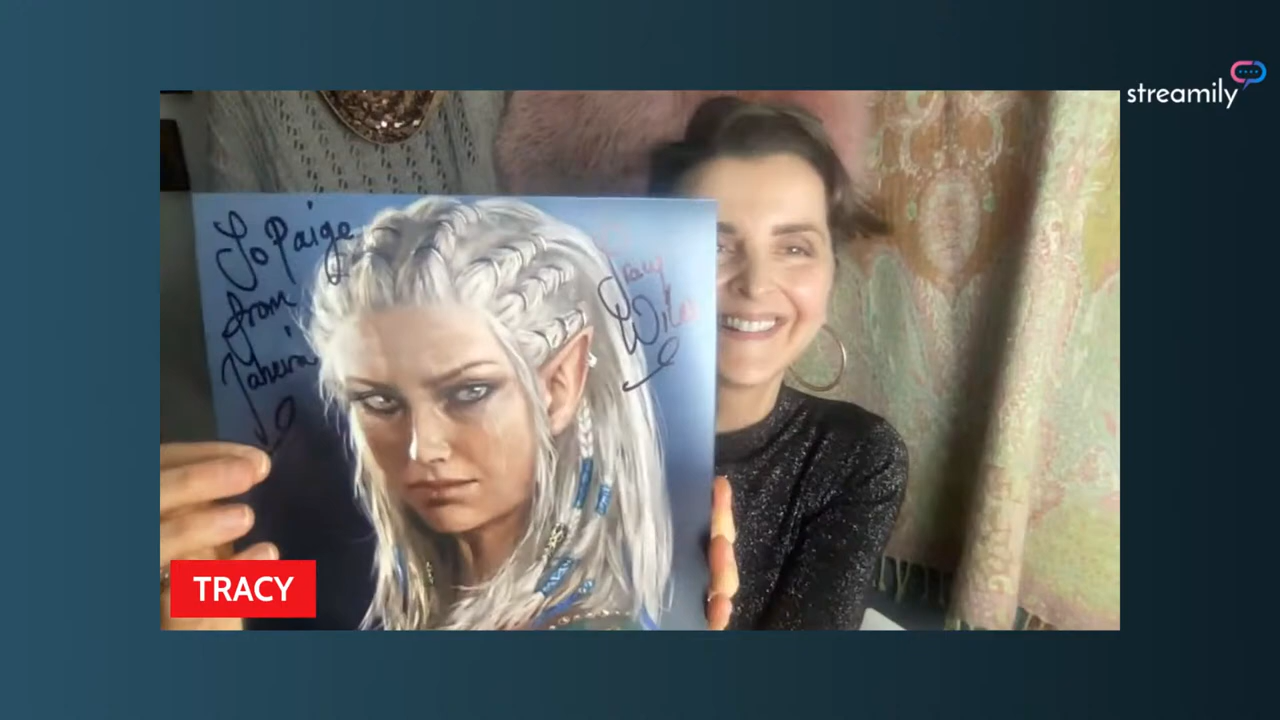 streamily
To Paige
from
Jaheira
Tracy
Wiles
TRACY